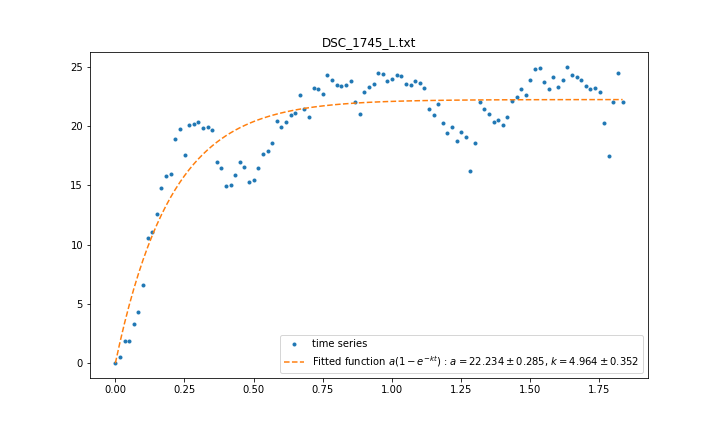 DSC_1745_L.txt
25
20
15
10
5
0
0.00 0.25 0.50 0.75 1.00 1.25 1.50 1.75
time series
Fitted function a(1 − e^{−kt}) : a = 22.234 ± 0.285, k = 4.964 ± 0.352